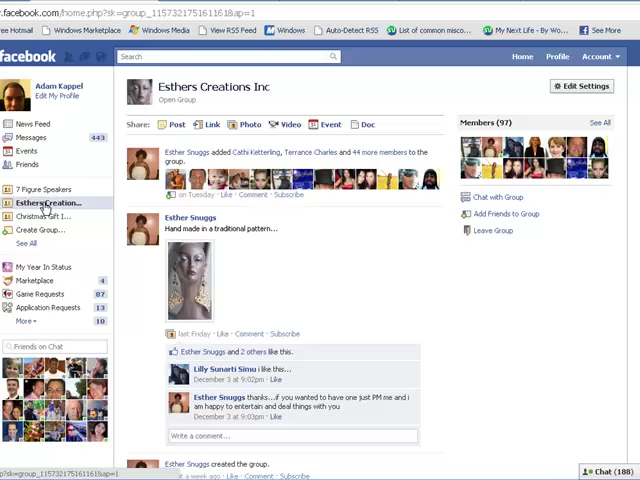 .facebook.com/home.php?sk=group_115732175161161&ap=1
Free Hotmail Windows Marketplace Windows Media View RSS Feed Windows Auto-Detect RSS List of common misco... My Next Life - By Wo... See More
facebook Search Home Profile Account
Adam Kappel
Edit My Profile
Esthers Creations Inc
Open Group
Edit Settings
News Feed
Messages 443
Events
Friends
Share: Post Link Photo Video Event Doc
Members (97) See All
Esther Snuggs added Cathi Ketterling, Terrance Charles and 44 more members to the
group.
on Tuesday · Like · Comment · Subscribe
7 Figure Speakers
Esthers Creation...
Christmas Gift I...
Create Group...
See All
Chat with Group
Add Friends to Group
Leave Group
Esther Snuggs
Hand made in a traditional pattern...
My Year In Status
Marketplace 4
Game Requests 87
Application Requests 13
More 10
last Friday · Like · Comment · Subscribe
Friends on Chat
Esther Snuggs and 2 others like this.
Lilly Sunarti Simu i like this...
December 3 at 9:02pm · Like
Esther Snuggs thanks...if you wanted to have one just PM me and i
am happy to entertain and deal things with you
December 3 at 9:03pm · Like
Write a comment...
Esther Snuggs created the group.
a week ago · Like · Comment · Subscribe
Chat (188)